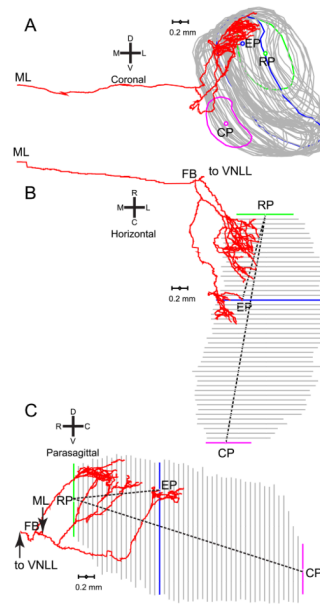 A
D
M L
V
Coronal
0.2 mm
ML
EP
RP
CP
ML
FB
to VNLL
B
R
M L
C
Horizontal
0.2 mm
RP
EP
CP
C
D
R C
V
Parasagittal
ML
RP
EP
FB
to VNLL
0.2 mm
CP